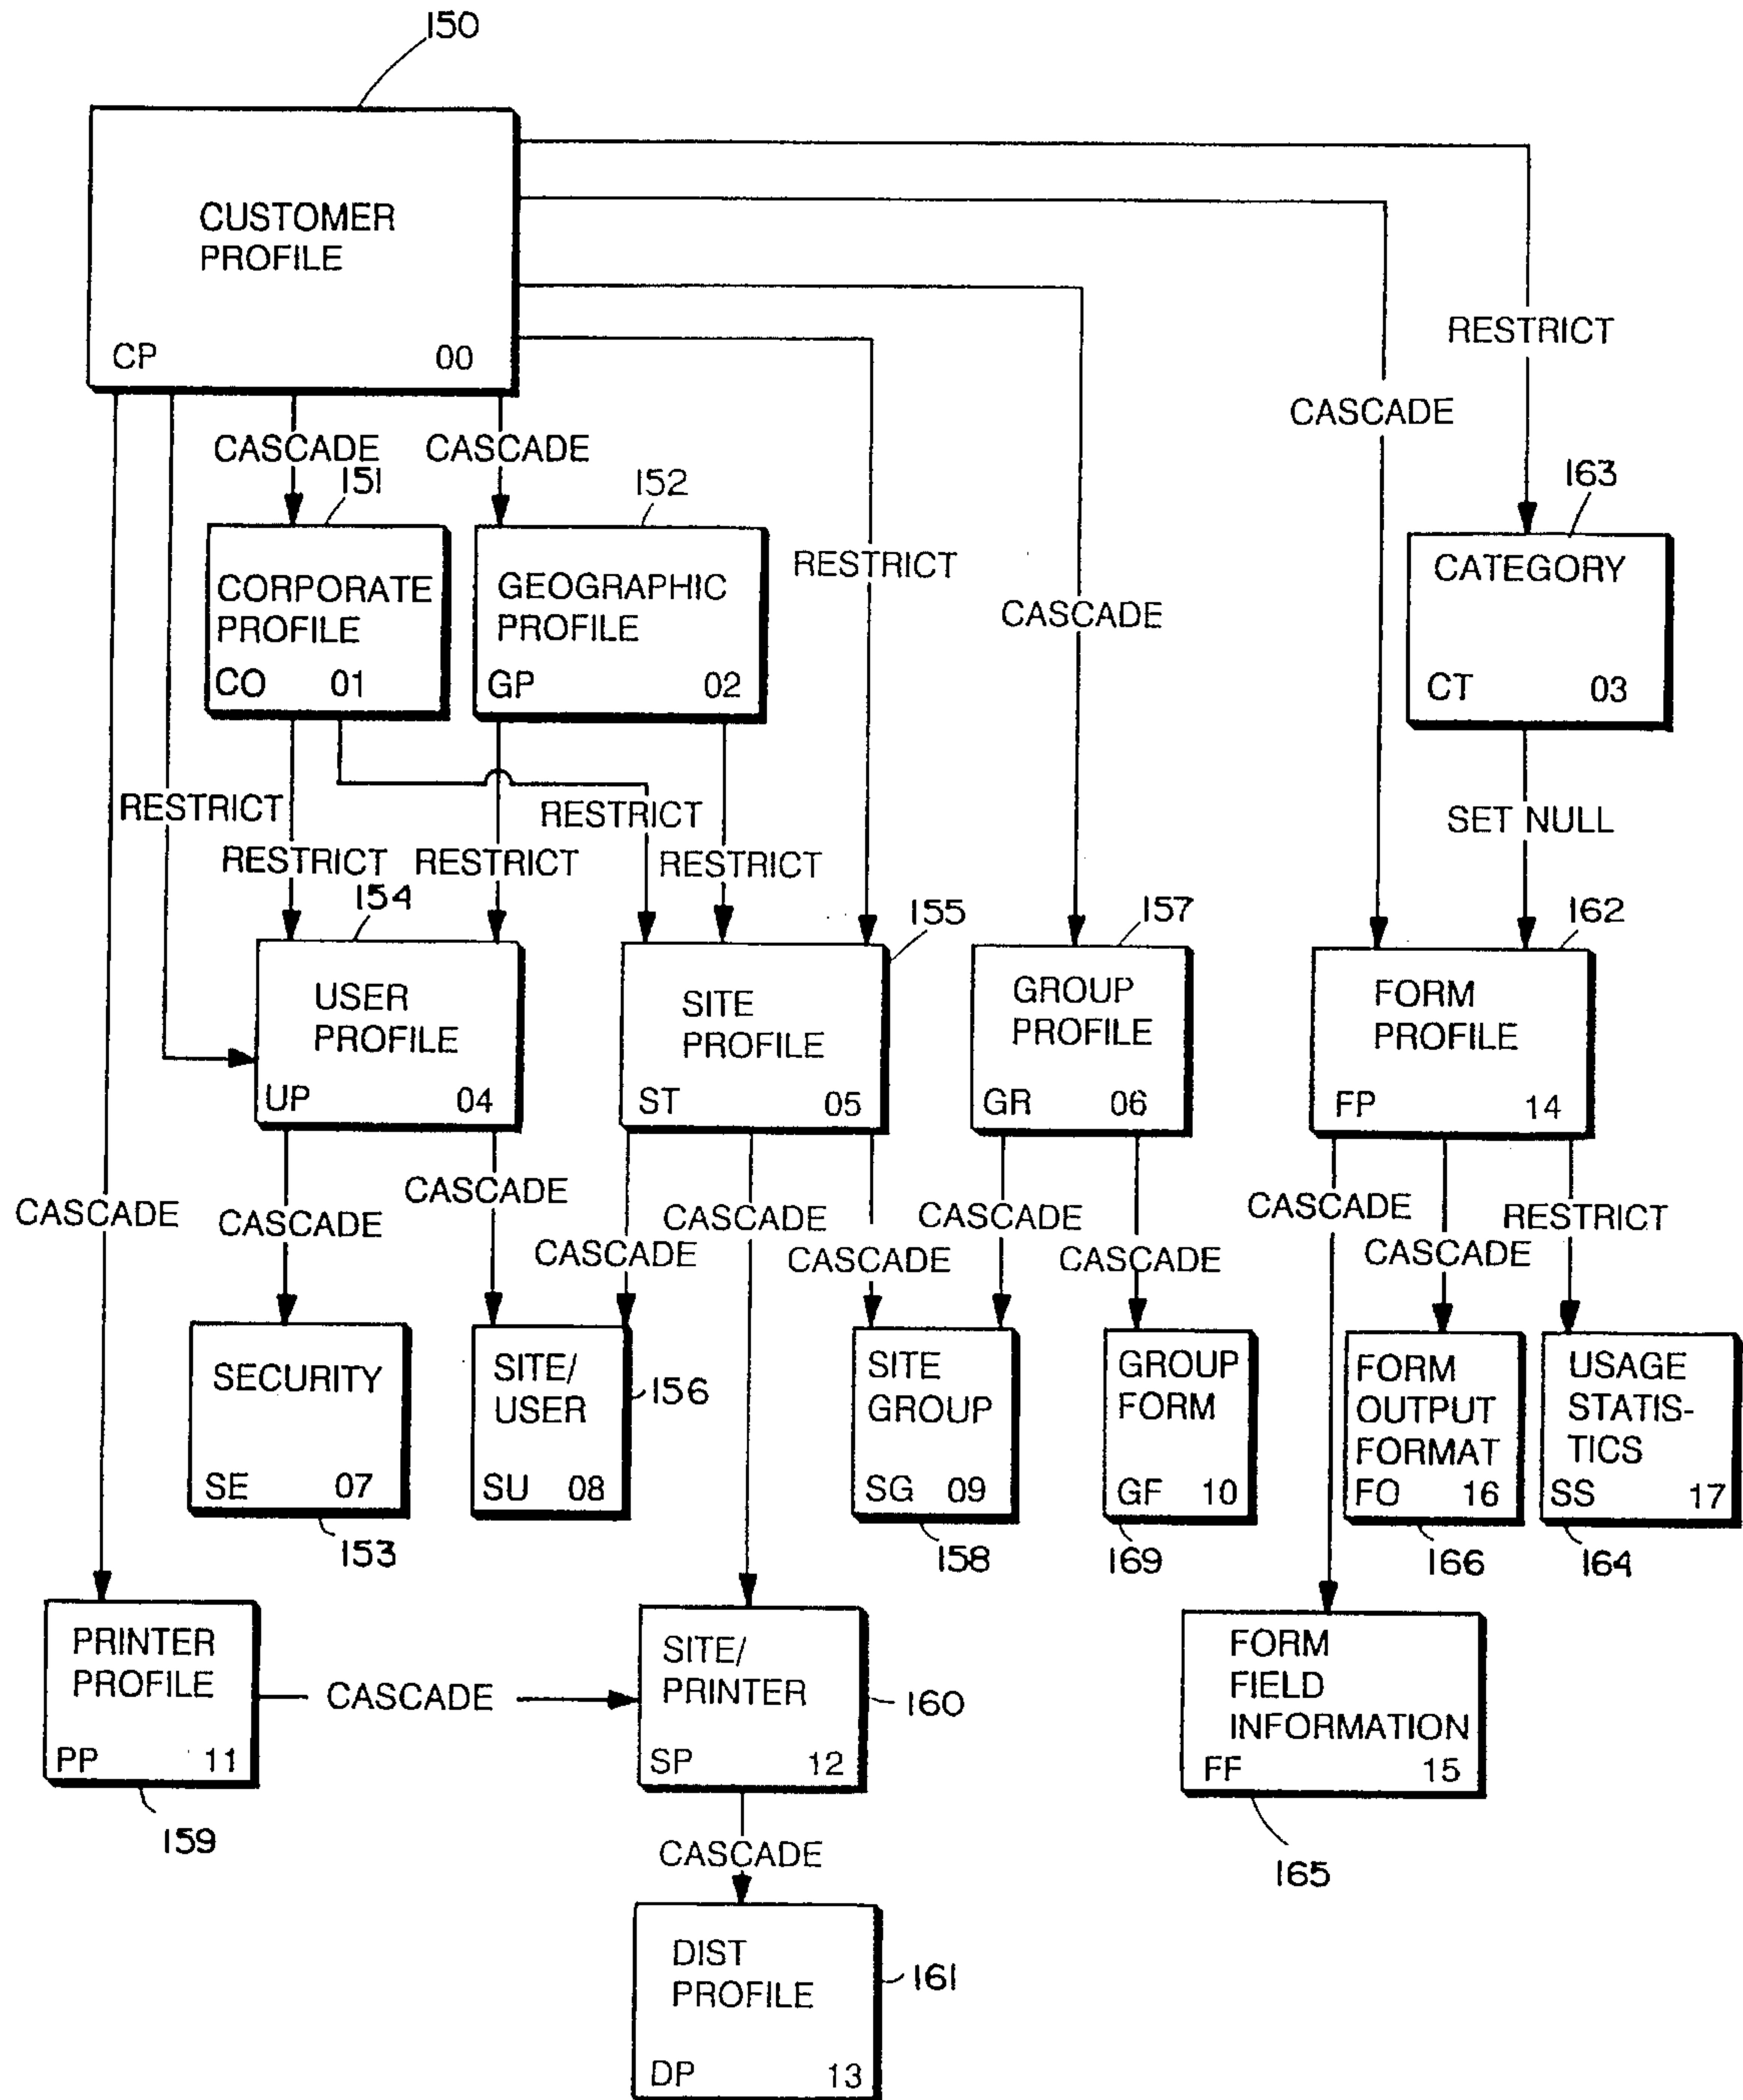 150
CUSTOMER
PROFILE
CP 00
RESTRICT
CASCADE
CASCADE CASCADE
151 152 163
RESTRICT
CORPORATE
PROFILE
CO 01
GEOGRAPHIC
PROFILE
GP 02
CASCADE
CATEGORY
CT 03
RESTRICT
RESTRICT
SET NULL
RESTRICT RESTRICT
RESTRICT
154 155 157 162
USER
PROFILE
UP 04
SITE
PROFILE
ST 05
GROUP
PROFILE
GR 06
FORM
PROFILE
FP 14
CASCADE
CASCADE
CASCADE
CASCADE
CASCADE
CASCADE
CASCADE
CASCADE
CASCADE
CASCADE
CASCADE
RESTRICT
SECURITY
SE 07
153
SITE/
USER
SU 08
156
SITE
GROUP
SG 09
158
GROUP
FORM
GF 10
169
FORM
OUTPUT
FORMAT
FO 16
166
USAGE
STATIS-
TICS
SS 17
164
PRINTER
PROFILE
PP 11
159
CASCADE
SITE/
PRINTER
SP 12
160
FORM
FIELD
INFORMATION
FF 15
165
CASCADE
DIST
PROFILE
DP 13
161